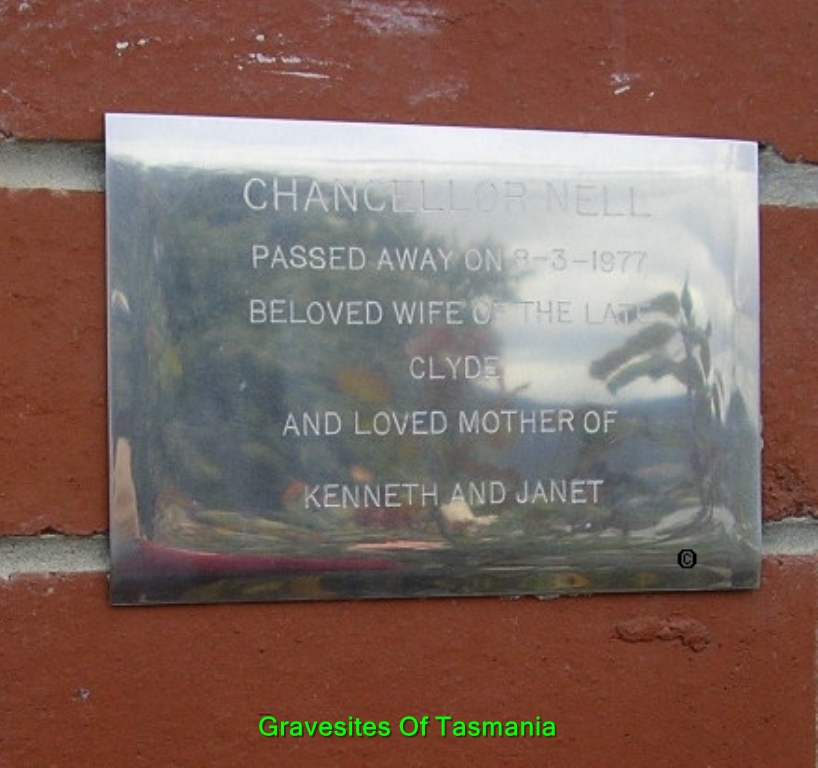 CHANCELLOR NELL
PASSED AWAY ON 8-3-1977
BELOVED WIFE OF THE LATE
CLYDE
AND LOVED MOTHER OF
KENNETH AND JANET
©
Gravesites Of Tasmania